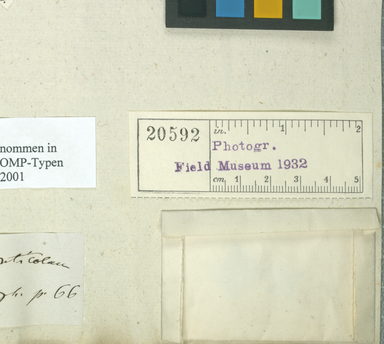 nommen in
OMP-Typen
2001
20592
in. 1 2
Photogr.
Field Museum 1932
cm. 1 2 3 4 5
p 66